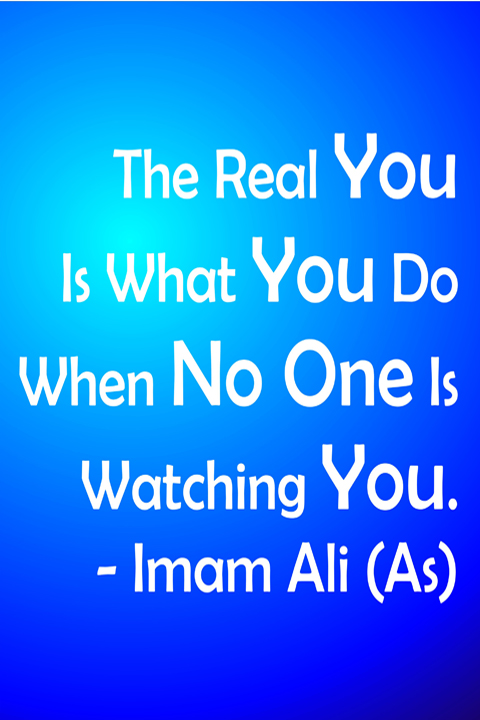 The Real You
Is What You Do
When No One Is
Watching You.
- Imam Ali (As)